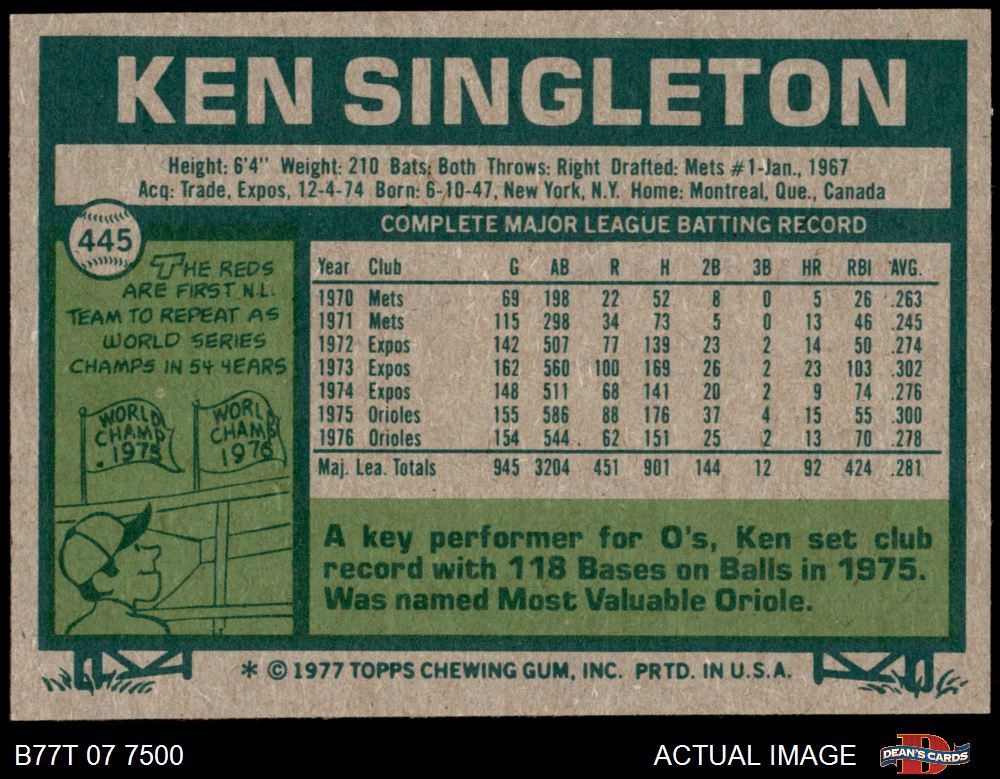 KEN SINGLETON
Height: 6'4" Weight: 210 Bats: Both Throws: Right Drafted: Mets #1-Jan., 1967
Acq: Trade, Expos, 12-4-74 Born: 6-10-47, New York, N.Y. Home: Montreal, Que., Canada
445
THE REDS
ARE FIRST N.L.
TEAM TO REPEAT AS
WORLD SERIES
CHAMPS IN 54 YEARS
WORLD
CHAMP
1975
WORLD
CHAMP
1976
COMPLETE MAJOR LEAGUE BATTING RECORD
Year Club G AB R H 2B 3B HR RBI AVG.
1970 Mets 69 198 22 52 8 0 5 26 .263
1971 Mets 115 298 34 73 5 0 13 46 .245
1972 Expos 142 507 77 139 23 2 14 50 .274
1973 Expos 162 560 100 169 26 2 23 103 .302
1974 Expos 148 511 68 141 20 2 9 74 .276
1975 Orioles 155 586 88 176 37 4 15 55 .300
1976 Orioles 154 544 62 151 25 2 13 70 .278
Maj. Lea. Totals 945 3204 451 901 144 12 92 424 .281
A key performer for O's, Ken set club
record with 118 Bases on Balls in 1975.
Was named Most Valuable Oriole.
* © 1977 TOPPS CHEWING GUM, INC. PRTD. IN U.S.A.
B77T 07 7500
ACTUAL IMAGE
D
DEAN'S CARDS